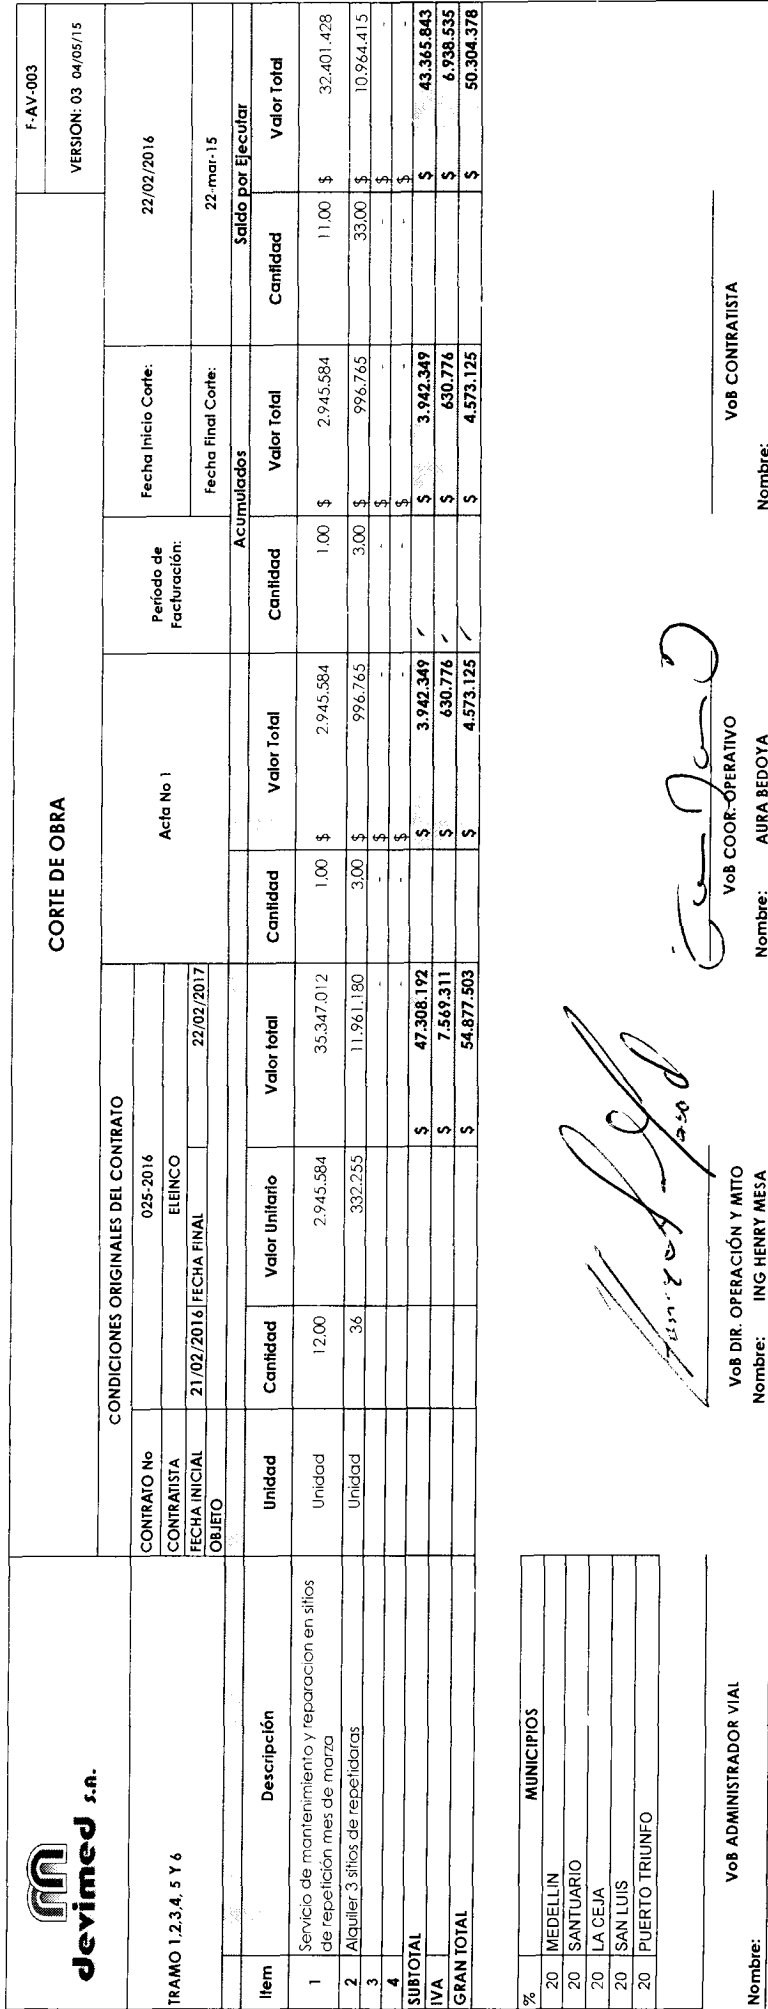 devimed s.a.
CORTE DE OBRA
F-AV-003
VERSION: 03 04/05/15
TRAMO 1,2,3,4, 5 Y 6
CONDICIONES ORIGINALES DEL CONTRATO
CONTRATO No 025-2016
CONTRATISTA ELEINCO
FECHA INICIAL 21/02/2016 FECHA FINAL 22/02/2017
OBJETO
Acta No 1
Período de
Facturación:
Fecha Inicio Corte: 22/02/2016
Fecha Final Corte: 22-mar-15
Acumulados Saldo por Ejecutar
Item Descripción Unidad Cantidad Valor Unitario Valor total Cantidad Valor Total Cantidad Valor Total Cantidad Valor Total
1 Servicio de mantenimiento y reparacion en sitios
de repetición mes de marza Unidad 12.00 2.945.584 35.347.012 1.00 $ 2.945.584 1.00 $ 2.945.584 11.00 $ 32.401.428
2 Alquiler 3 sitios de repetidaras Unidad 36 332.255 11.961.180 3.00 $ 996.765 3.00 $ 996.765 33.00 $ 10.964.415
3 - - $ - - $ - - $ -
4 - - $ - - $ - - $ -
SUBTOTAL $ 47.308.192 $ 3.942.349 $ 3.942.349 $ 43.365.843
IVA $ 7.569.311 $ 630.776 $ 630.776 $ 6.938.535
GRAN TOTAL $ 54.877.503 $ 4.573.125 $ 4.573.125 $ 50.304.378
% MUNICIPIOS
20 MEDELLIN
20 SANTUARIO
20 LA CEJA
20 SAN LUIS
20 PUERTO TRIUNFO
VoB ADMINISTRADOR VIAL
Nombre:
VoB DIR. OPERACIÓN Y MTTO
Nombre: ING HENRY MESA
VoB COOR. OPERATIVO
Nombre: AURA BEDOYA
VoB CONTRATISTA
Nombre: